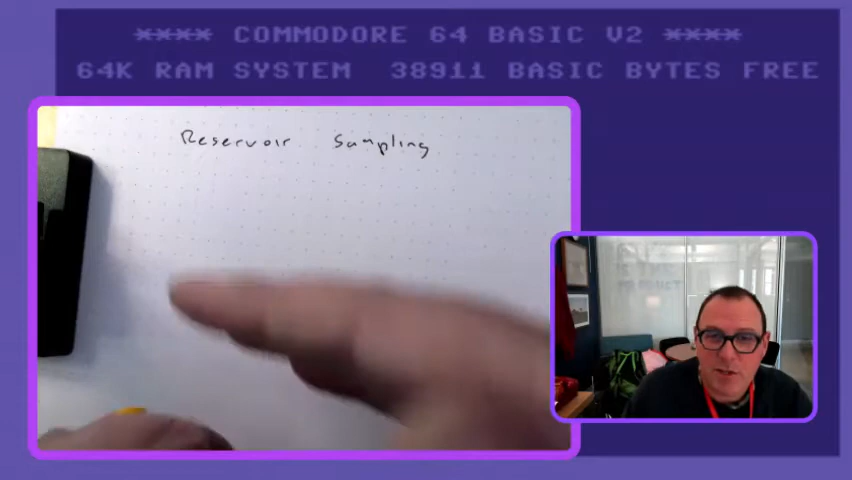 **** COMMODORE 64 BASIC V2 ****
64K RAM SYSTEM 38911 BASIC BYTES FREE
Reservoir Sampling